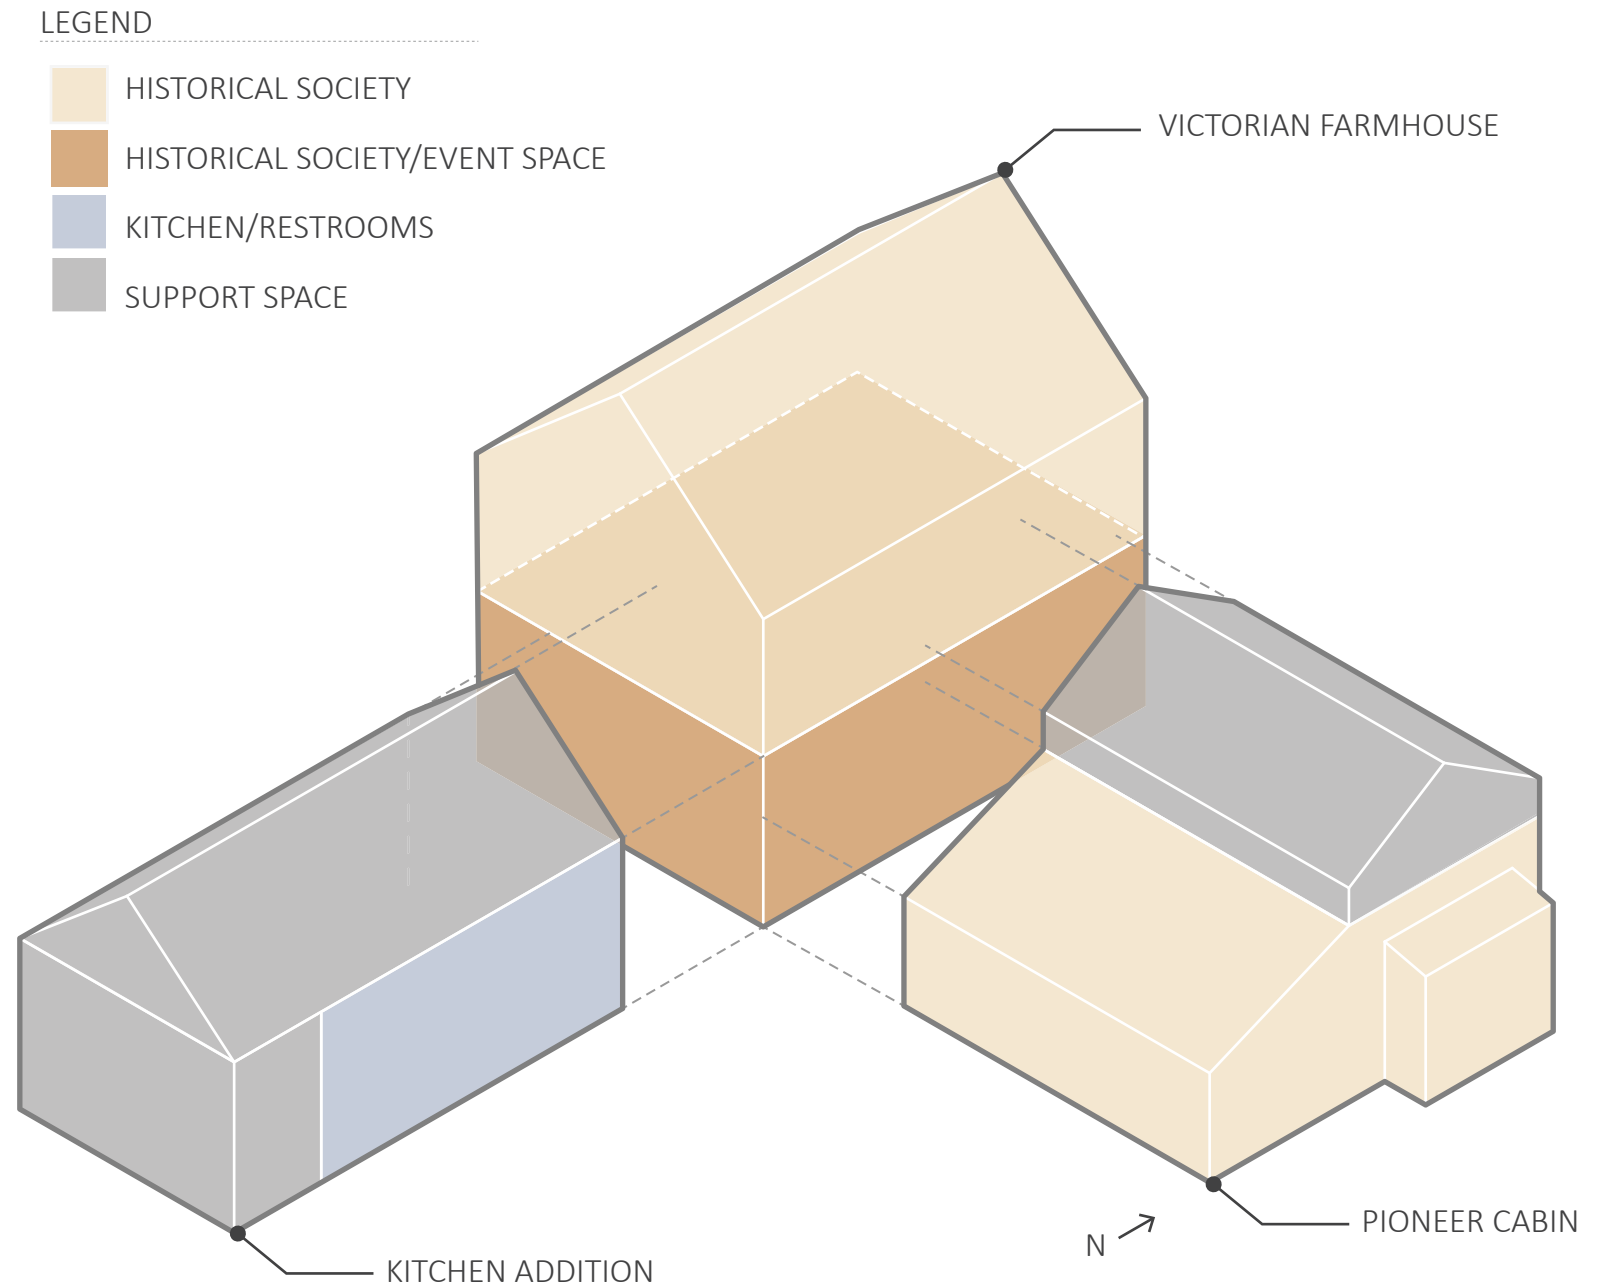 LEGEND
HISTORICAL SOCIETY
HISTORICAL SOCIETY/EVENT SPACE
KITCHEN/RESTROOMS
SUPPORT SPACE
VICTORIAN FARMHOUSE
PIONEER CABIN
N
KITCHEN ADDITION